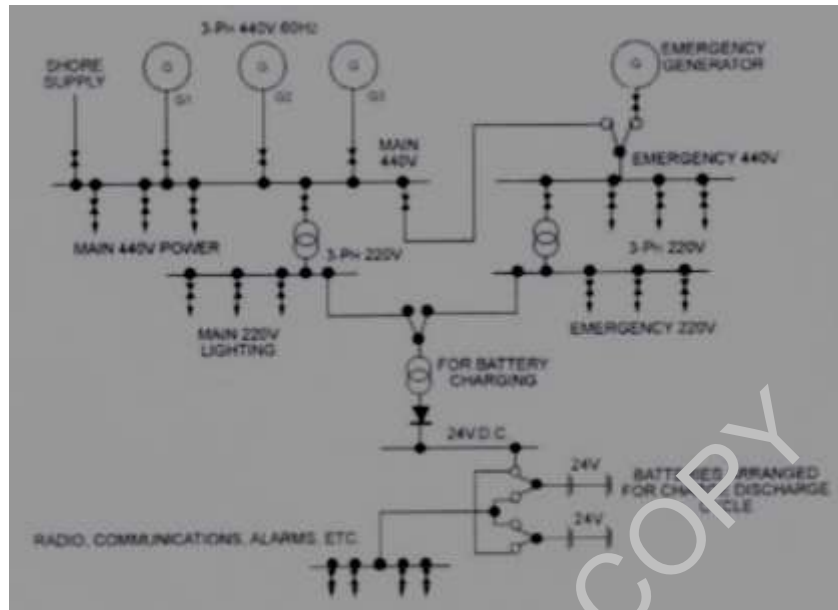 3-PH 440V 60HZ
SHORE
SUPPLY
G
G1
G
G2
G
G3
G
EMERGENCY
GENERATOR
MAIN
440V
EMERGENCY 440V
MAIN 440V POWER
3-PH 220V
3-PH 220V
MAIN 220V
LIGHTING
EMERGENCY 220V
FOR BATTERY
CHARGING
24V D.C
24V
BATTERIES ARRANGED
FOR CHARGE DISCHARGE
CYCLE
24V
RADIO, COMMUNICATIONS, ALARMS, ETC.
COPY